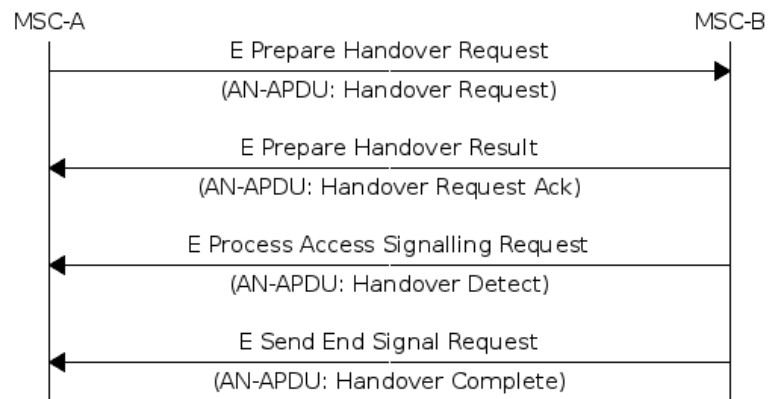 MSC-A MSC-B
E Prepare Handover Request
(AN-APDU: Handover Request)
E Prepare Handover Result
(AN-APDU: Handover Request Ack)
E Process Access Signalling Request
(AN-APDU: Handover Detect)
E Send End Signal Request
(AN-APDU: Handover Complete)